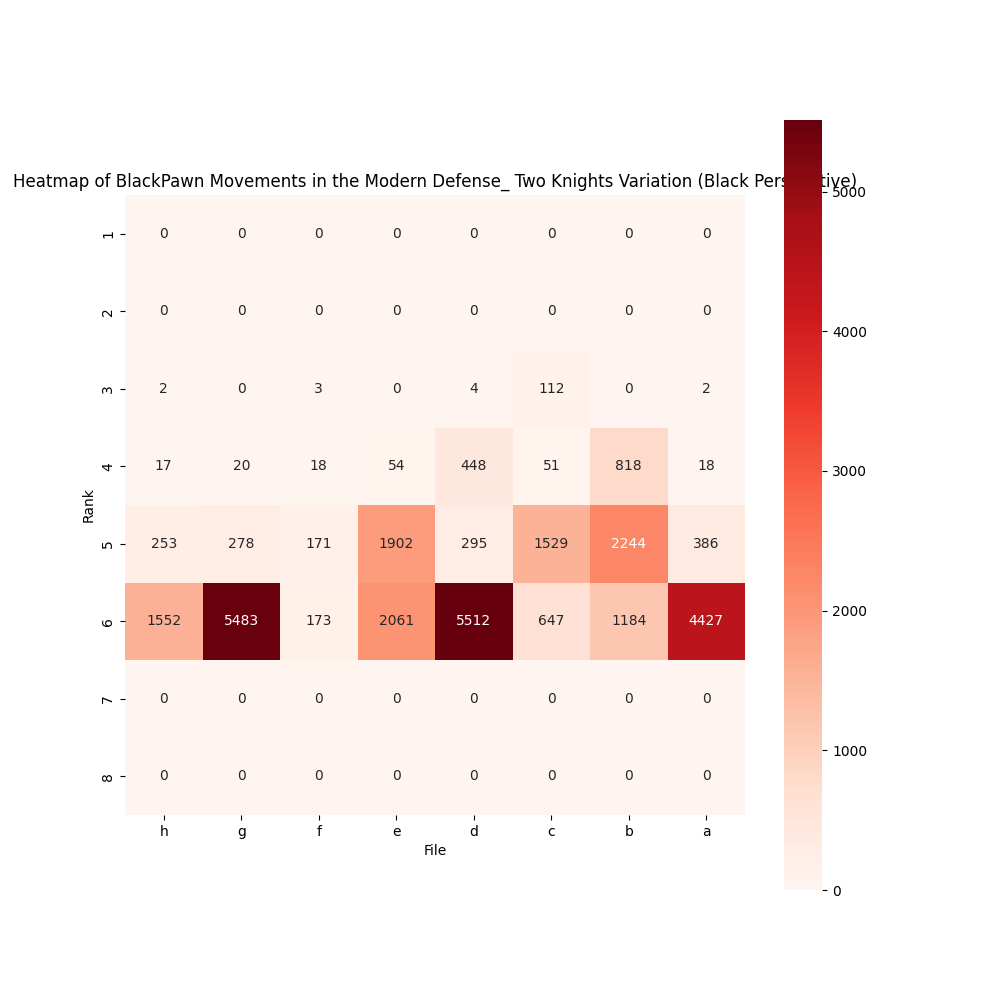 Heatmap of BlackPawn Movements in the Modern Defense_ Two Knights Variation (Black Perspective)
5000
1 0 0 0 0 0 0 0 0
2 0 0 0 0 0 0 0 0
4000
3 2 0 3 0 4 112 0 2
4 17 20 18 54 448 51 818 18
3000
Rank
5 253 278 171 1902 295 1529 2244 386
2000
6 1552 5483 173 2061 5512 647 1184 4427
7 0 0 0 0 0 0 0 0
1000
8 0 0 0 0 0 0 0 0
h g f e d c b a
File
0